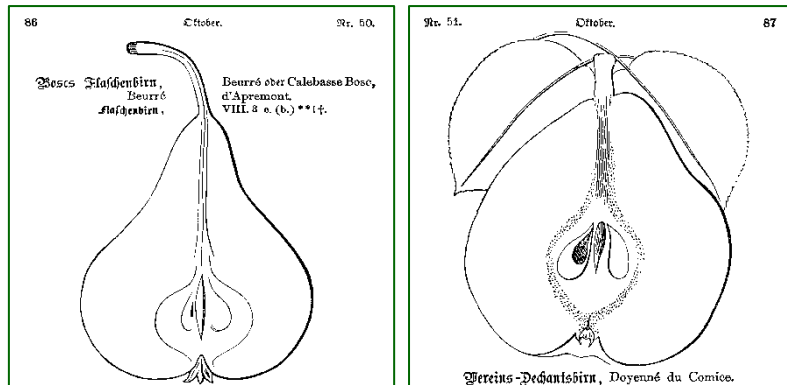 86 Oktober. Nr. 50.
Boscs Flaschenbirn,
Beurré
Flaschenbirn,
Beurré oder Calebasse Bosc,
d'Apremont.
VIII. 3 c. (b.) **!†.
Nr. 51. Oktober. 87
Vereins-Dechantsbirn, Doyenné du Comice.